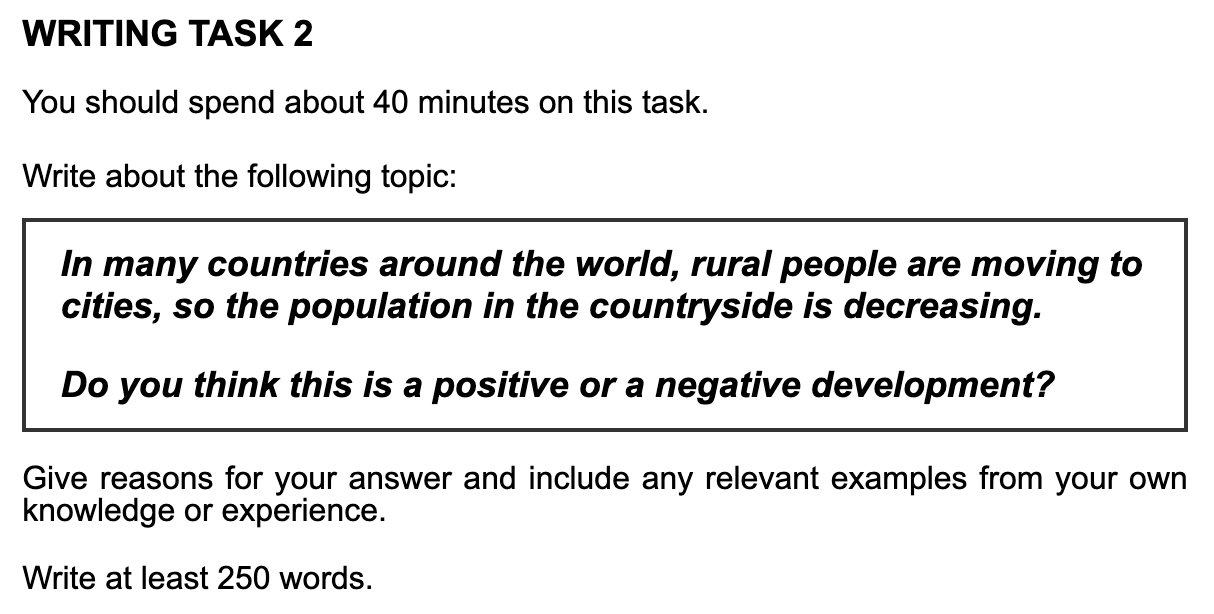 WRITING TASK 2
You should spend about 40 minutes on this task.
Write about the following topic:
In many countries around the world, rural people are moving to
cities, so the population in the countryside is decreasing.
Do you think this is a positive or a negative development?
Give reasons for your answer and include any relevant examples from your own
knowledge or experience.
Write at least 250 words.